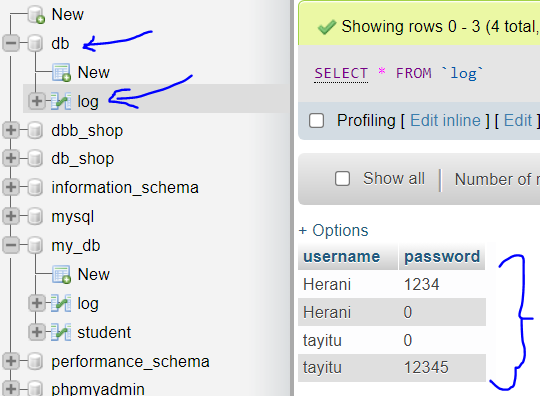 New
db
New
log
dbb_shop
db_shop
information_schema
mysql
my_db
New
log
student
performance_schema
phpmyadmin
Showing rows 0 - 3 (4 total,
SELECT * FROM `log`
Profiling [ Edit inline ] [ Edit ]
Show all Number of
+ Options
username password
Herani 1234
Herani 0
tayitu 0
tayitu 12345